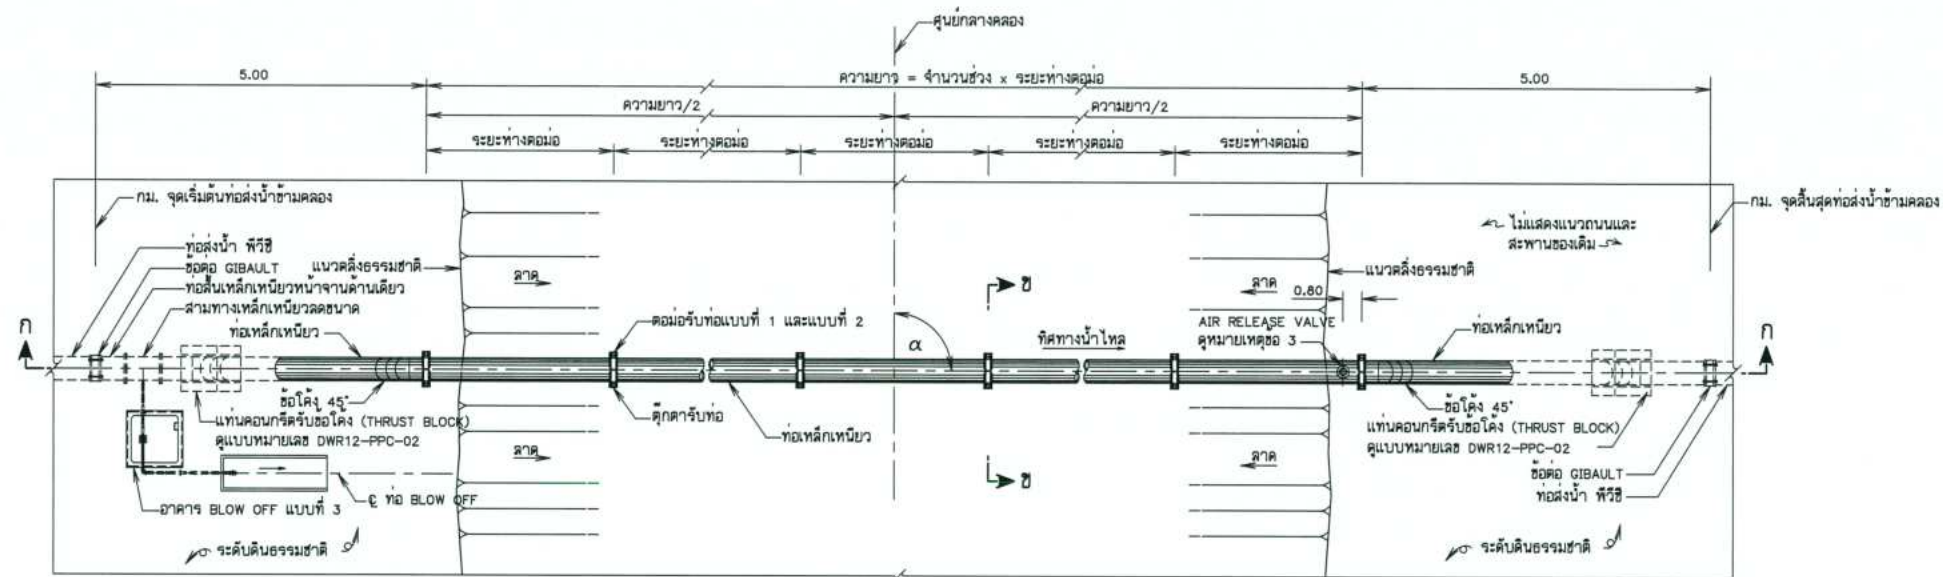 ศูนย์กลางคลอง
5.00
ความยาว = จำนวนช่วง x ระยะห่างตอม่อ
5.00
ความยาว/2
ความยาว/2
ระยะห่างตอม่อ
ระยะห่างตอม่อ
ระยะห่างตอม่อ
ระยะห่างตอม่อ
ระยะห่างตอม่อ
กม. จุดเริ่มต้นท่อส่งน้ำข้ามคลอง
กม. จุดสิ้นสุดท่อส่งน้ำข้ามคลอง
ไม่แสดงแนวถนนและ
สะพานของเดิม
ท่อส่งน้ำ พีวีซี
ข้อต่อ GIBAULT
แนวตลิ่งธรรมชาติ
ท่อสั้นเหล็กเหนียวหน้าจานด้านเดียว
สามทางเหล็กเหนียวลดขนาด
ท่อเหล็กเหนียว
ลาด
ข
ลาด
0.80
แนวตลิ่งธรรมชาติ
ก
ตอม่อรับท่อแบบที่ 1 และแบบที่ 2
α
ทิศทางน้ำไหล
AIR RELEASE VALVE
ดูหมายเหตุข้อ 3
ท่อเหล็กเหนียว
ก
ข้อโค้ง 45°
แท่นคอนกรีตรับข้อโค้ง (THRUST BLOCK)
ดูแบบหมายเลข DWR12-PPC-02
ตุ๊กตารับท่อ
ท่อเหล็กเหนียว
ข้อโค้ง 45°
แท่นคอนกรีตรับข้อโค้ง (THRUST BLOCK)
ดูแบบหมายเลข DWR12-PPC-02
ลาด
ข
ลาด
ข้อต่อ GIBAULT
ท่อส่งน้ำ พีวีซี
℄ ท่อ BLOW OFF
อาคาร BLOW OFF แบบที่ 3
ระดับดินธรรมชาติ
ระดับดินธรรมชาติ